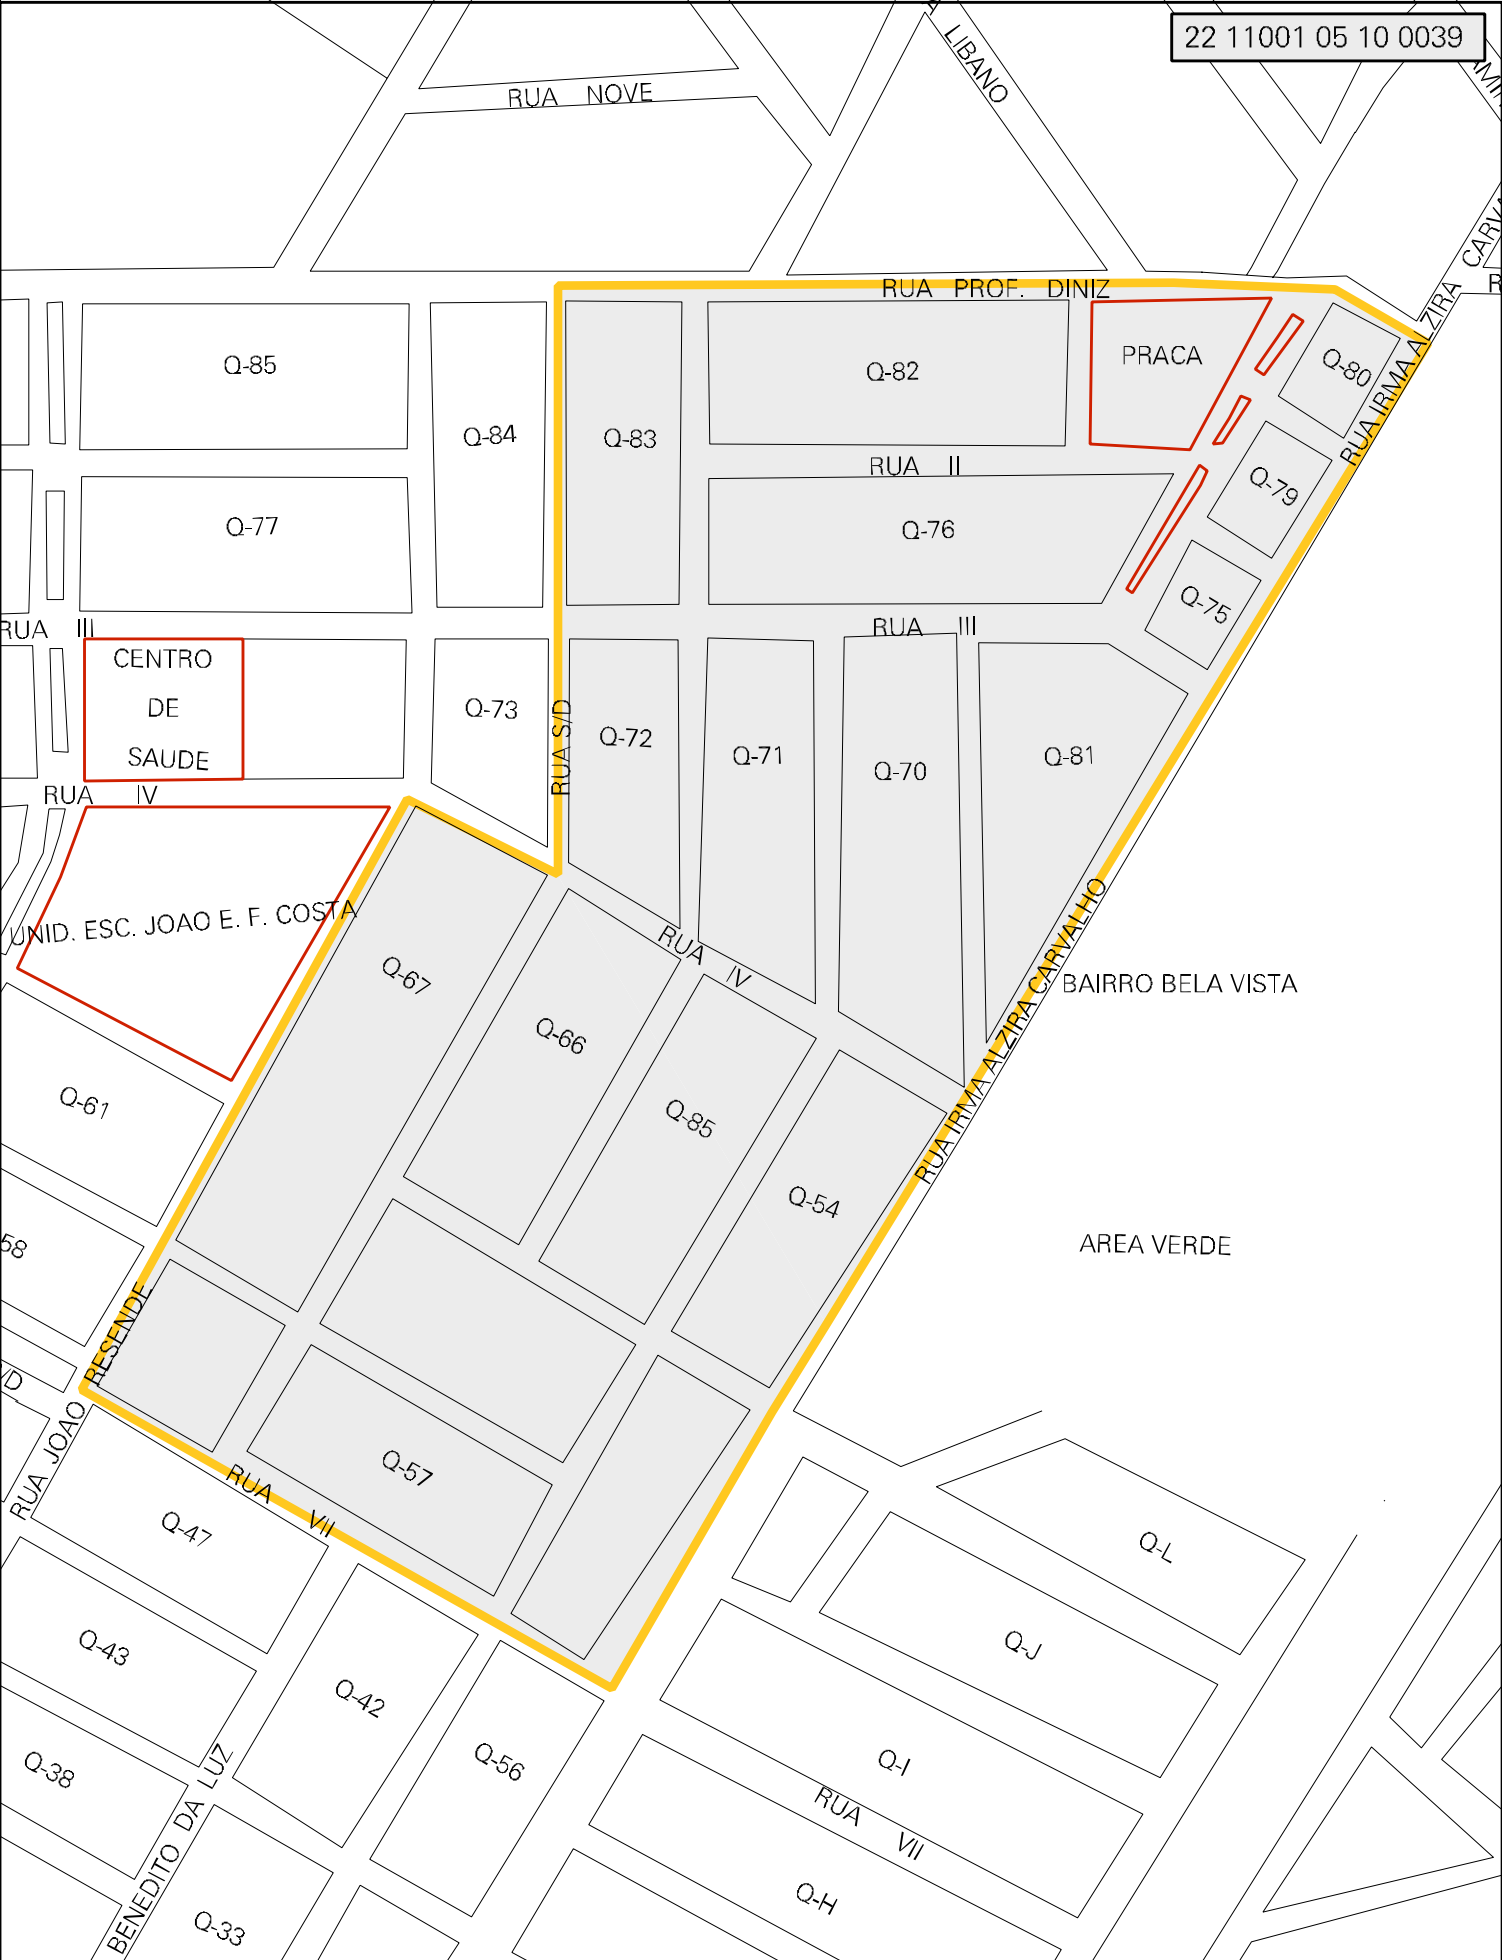 22 11001 05 10 0039
LIBANO
RUA NOVE
RUA PROF. DINIZ
PRACA
Q-80
Q-85
Q-82
Q-84
Q-83
RUA IRMA ALZIRA
RUA II
Q-79
Q-77
Q-76
Q-75
RUA III
RUA III
CENTRO
DE
SAUDE
Q-73
RUA S/D
Q-72
Q-71
Q-70
Q-81
RUA IV
UNID. ESC. JOAO E. F. COSTA
RUA IV
Q-67
Q-66
BAIRRO BELA VISTA
RUA IRMA ALZIRA CARVALHO
Q-61
Q-85
Q-54
AREA VERDE
58
RUA JOAO RESENDE
Q-57
RUA VII
Q-47
Q-L
Q-43
Q-J
Q-42
Q-38
Q-56
Q-I
RUA VII
BENEDITO DA LUZ
Q-H
Q-33